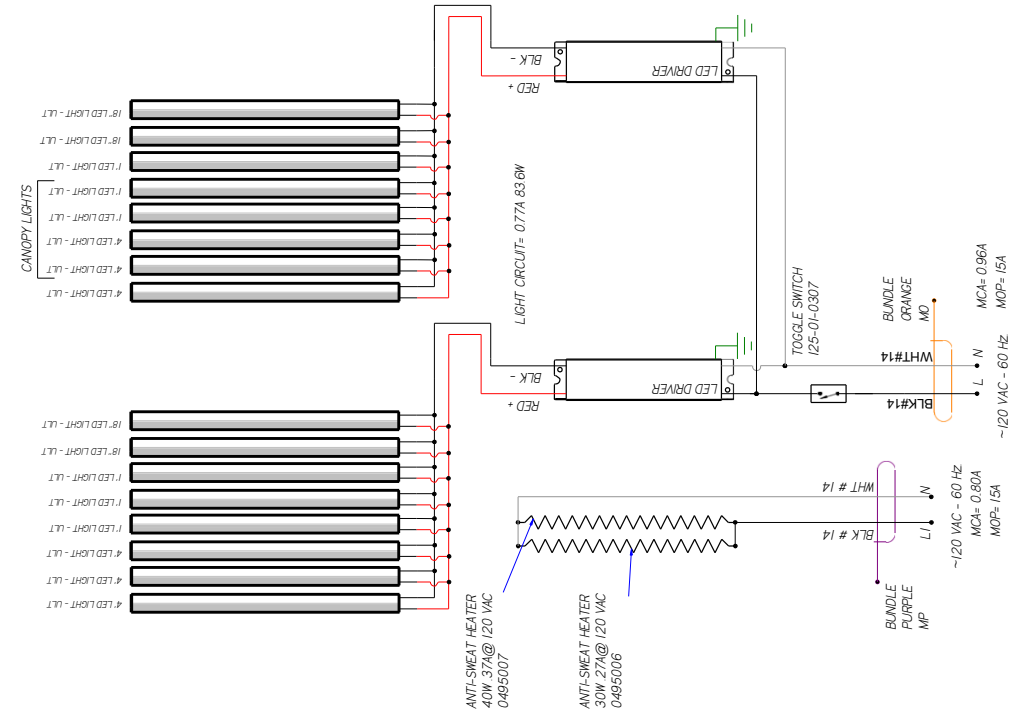 BLK -
RED +
LED DRIVER
18" LED LIGHT - ULT
18" LED LIGHT - ULT
1' LED LIGHT - ULT
1' LED LIGHT - ULT
1' LED LIGHT - ULT
4' LED LIGHT - ULT
4' LED LIGHT - ULT
4' LED LIGHT - ULT
CANOPY LIGHTS
LIGHT CIRCUIT= 0.77A 83.6W
TOGGLE SWITCH
125-01-0307
BUNDLE
ORANGE
MO
MCA= 0.96A
MOP= 15A
WHT#14
N
BLK#14
L
~120 VAC - 60 Hz
BLK -
RED +
LED DRIVER
18" LED LIGHT - ULT
18" LED LIGHT - ULT
1' LED LIGHT - ULT
1' LED LIGHT - ULT
1' LED LIGHT - ULT
4' LED LIGHT - ULT
4' LED LIGHT - ULT
4' LED LIGHT - ULT
WHT # 14
N
BLK # 14
L1
~120 VAC - 60 Hz
MCA= 0.80A
MOP= 15A
ANTI-SWEAT HEATER
40W .37A@ 120 VAC
0495007
ANTI-SWEAT HEATER
30W .27A@ 120 VAC
0495006
BUNDLE
PURPLE
MP